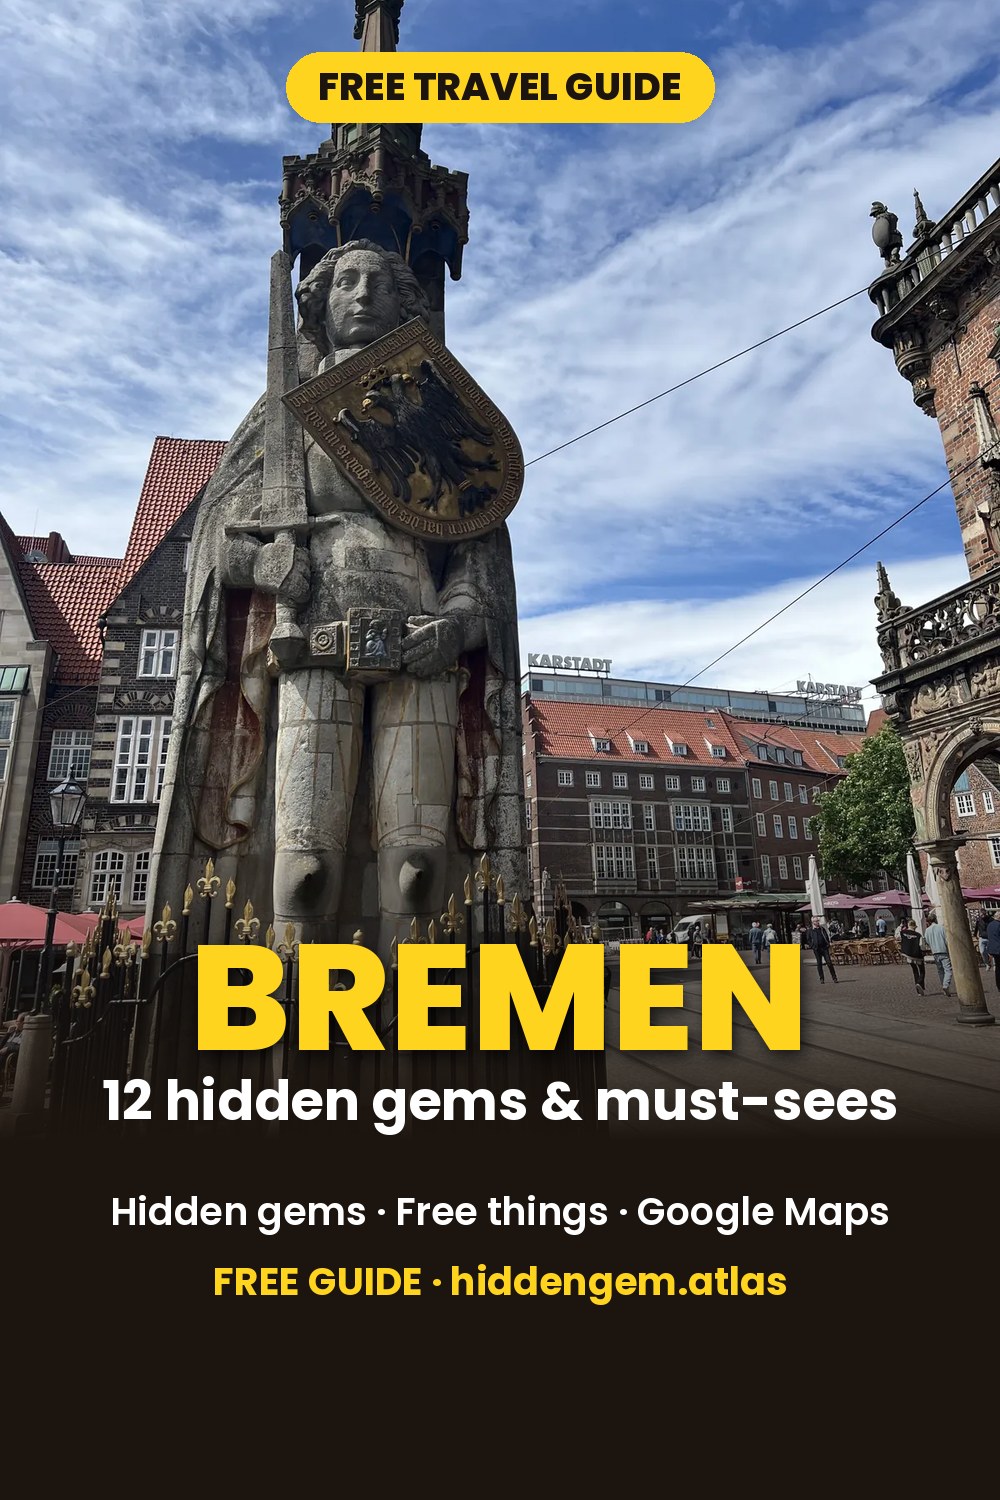 FREE TRAVEL GUIDE
KARSTADT
KARSTADT
BREMEN
12 hidden gems & must-sees
Hidden gems · Free things · Google Maps
FREE GUIDE · hiddengem.atlas